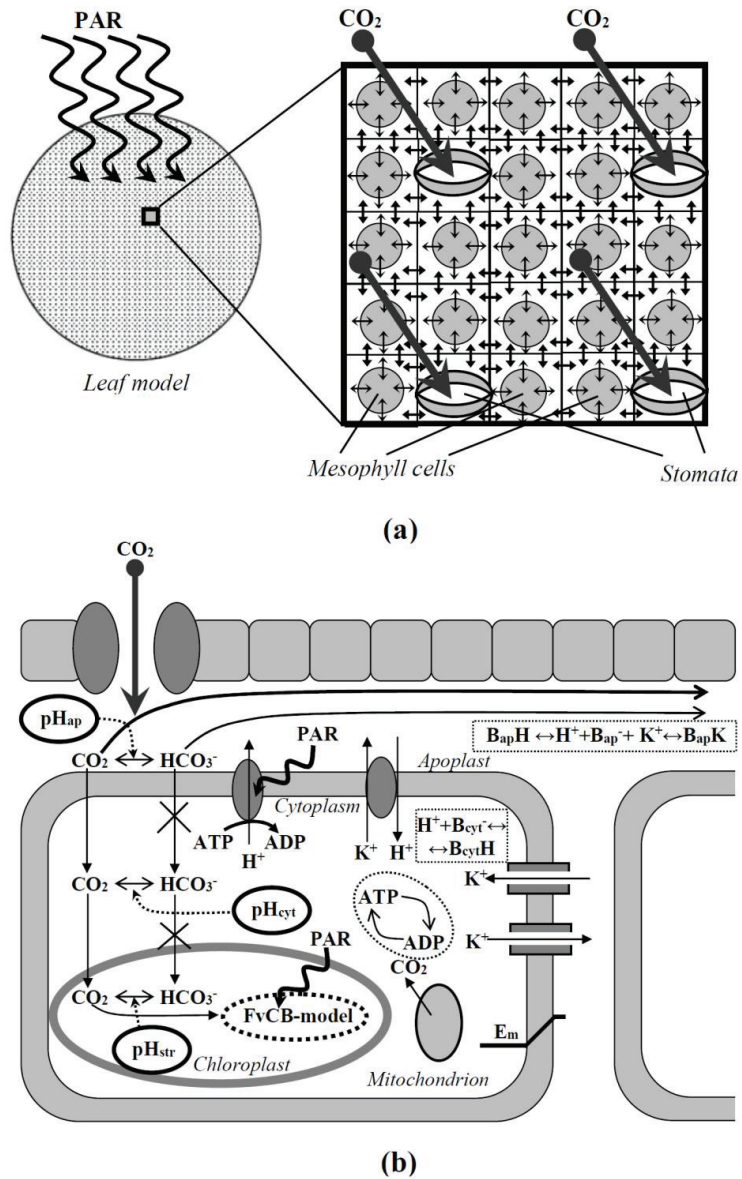 PAR
CO₂
CO₂
Leaf model
Mesophyll cells
Stomata
(a)
CO₂
pHap
PAR
BapH ↔H⁺+Bap⁻+ K⁺↔BapK
CO₂ ↔ HCO₃⁻
Apoplast
Cytoplasm
ATP
ADP
H⁺
K⁺
H⁺
H⁺+Bcyt⁻↔
↔BcytH
K⁺
CO₂ ↔ HCO₃⁻
pHcyt
ATP
ADP
K⁺
PAR
CO₂
CO₂ ↔ HCO₃⁻
FvCB-model
Em
pHstr
Chloroplast
Mitochondrion
(b)